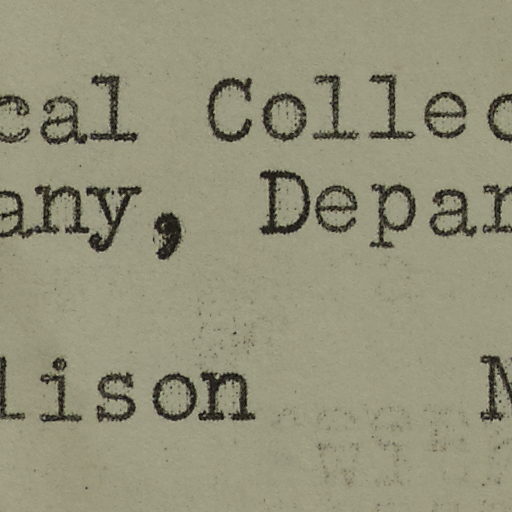 cal Collec
any, Depar
lison N